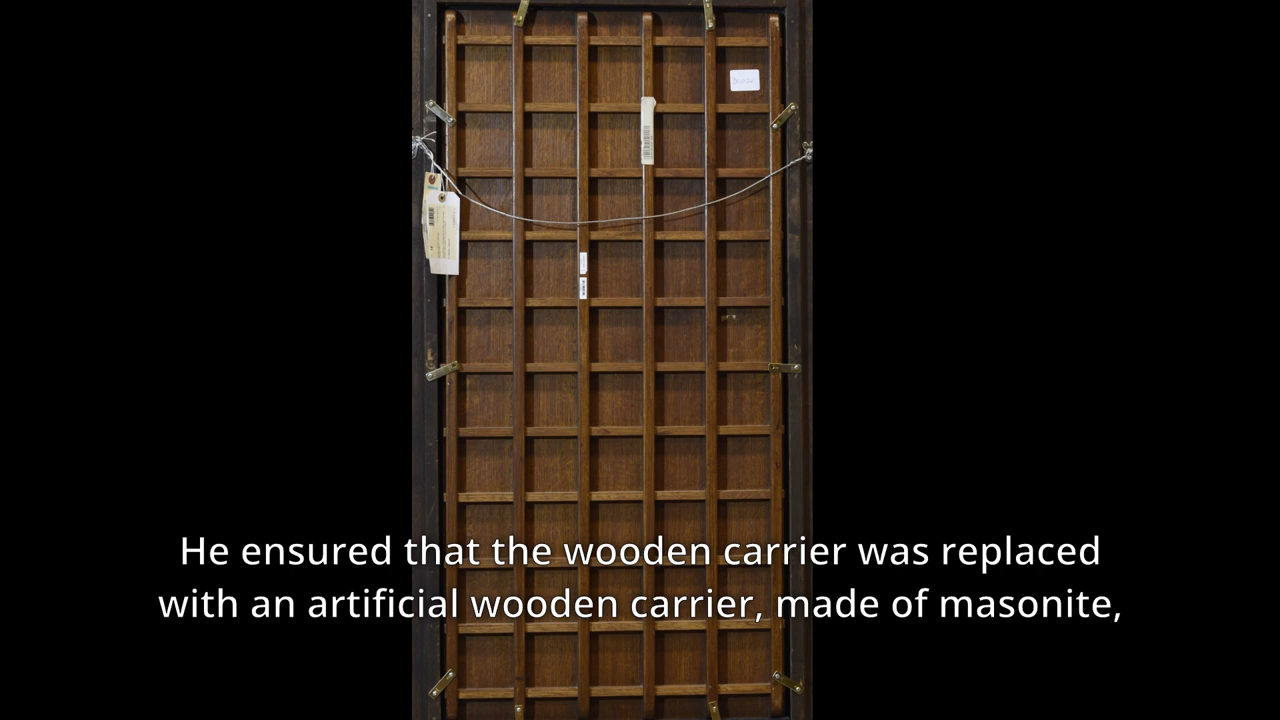 He ensured that the wooden carrier was replaced
with an artificial wooden carrier, made of masonite,